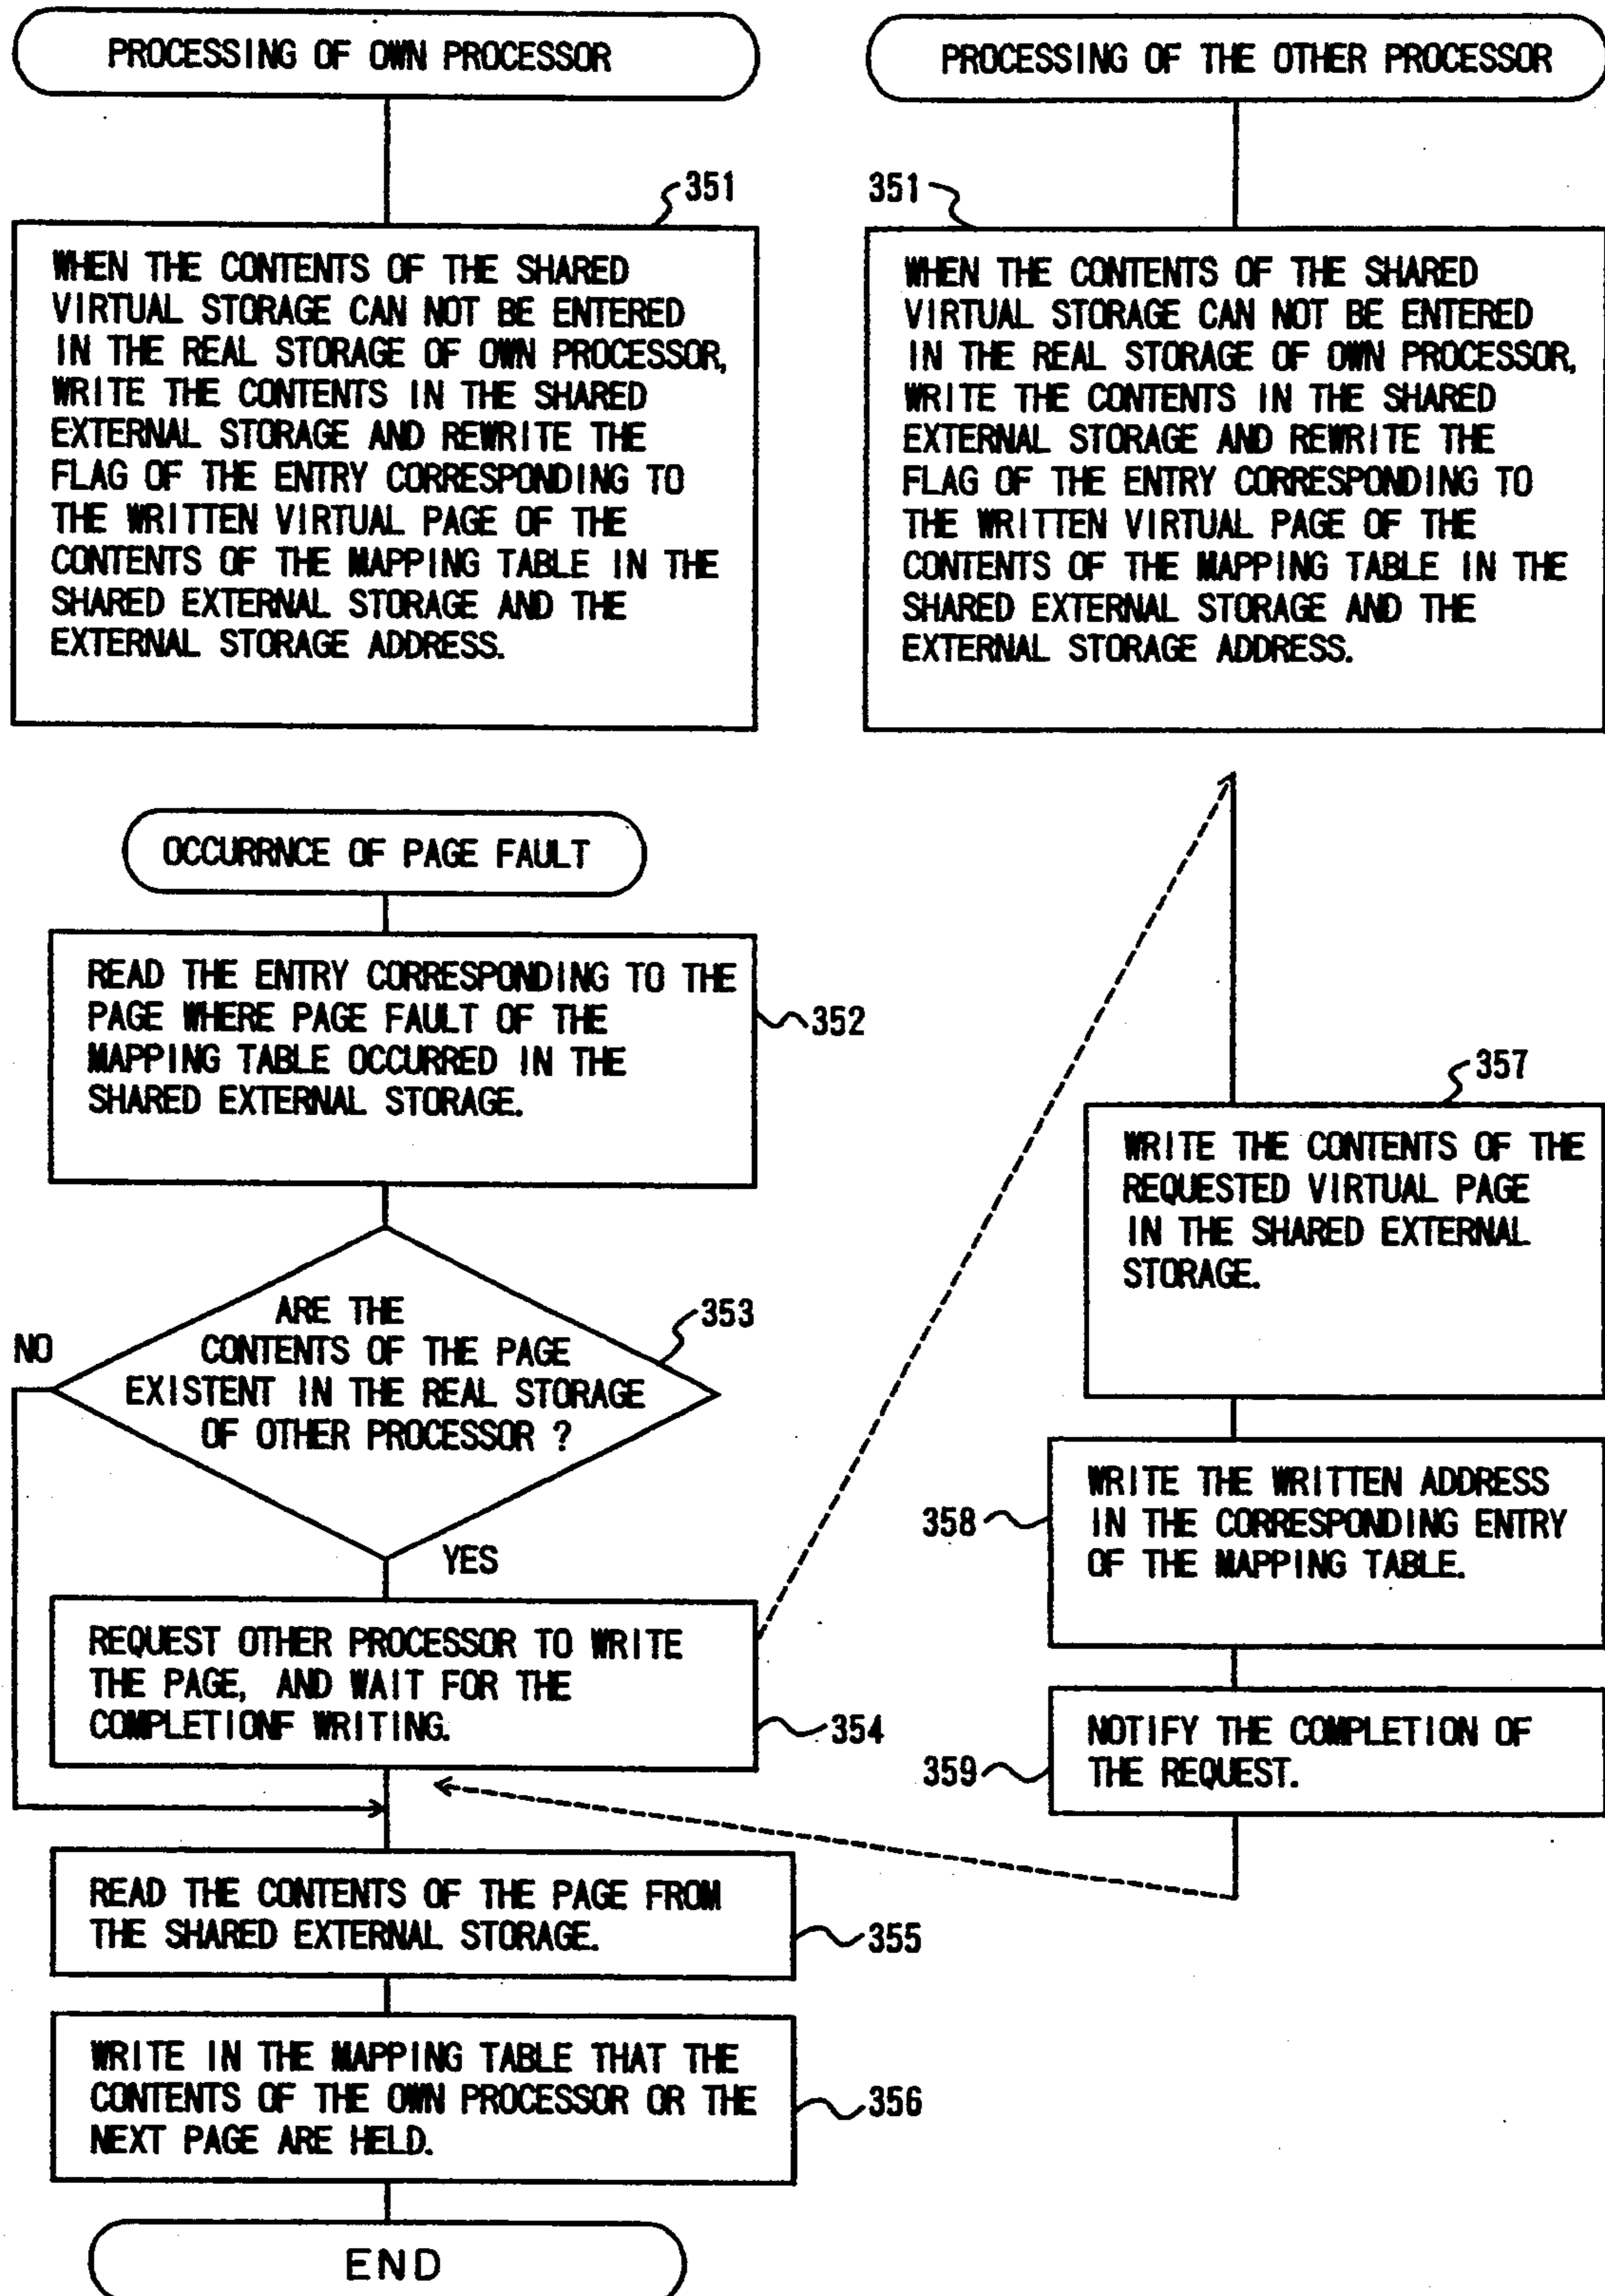 PROCESSING OF OWN PROCESSOR
351
WHEN THE CONTENTS OF THE SHARED
VIRTUAL STORAGE CAN NOT BE ENTERED
IN THE REAL STORAGE OF OWN PROCESSOR,
WRITE THE CONTENTS IN THE SHARED
EXTERNAL STORAGE AND REWRITE THE
FLAG OF THE ENTRY CORRESPONDING TO
THE WRITTEN VIRTUAL PAGE OF THE
CONTENTS OF THE MAPPING TABLE IN THE
SHARED EXTERNAL STORAGE AND THE
EXTERNAL STORAGE ADDRESS.
PROCESSING OF THE OTHER PROCESSOR
351
WHEN THE CONTENTS OF THE SHARED
VIRTUAL STORAGE CAN NOT BE ENTERED
IN THE REAL STORAGE OF OWN PROCESSOR,
WRITE THE CONTENTS IN THE SHARED
EXTERNAL STORAGE AND REWRITE THE
FLAG OF THE ENTRY CORRESPONDING TO
THE WRITTEN VIRTUAL PAGE OF THE
CONTENTS OF THE MAPPING TABLE IN THE
SHARED EXTERNAL STORAGE AND THE
EXTERNAL STORAGE ADDRESS.
OCCURRNCE OF PAGE FAULT
READ THE ENTRY CORRESPONDING TO THE
PAGE WHERE PAGE FAULT OF THE
MAPPING TABLE OCCURRED IN THE
SHARED EXTERNAL STORAGE.
352
ARE THE
CONTENTS OF THE PAGE
EXISTENT IN THE REAL STORAGE
OF OTHER PROCESSOR ?
353
NO
YES
REQUEST OTHER PROCESSOR TO WRITE
THE PAGE, AND WAIT FOR THE
COMPLETIONF WRITING.
354
357
WRITE THE CONTENTS OF THE
REQUESTED VIRTUAL PAGE
IN THE SHARED EXTERNAL
STORAGE.
358
WRITE THE WRITTEN ADDRESS
IN THE CORRESPONDING ENTRY
OF THE MAPPING TABLE.
359
NOTIFY THE COMPLETION OF
THE REQUEST.
READ THE CONTENTS OF THE PAGE FROM
THE SHARED EXTERNAL STORAGE.
355
WRITE IN THE MAPPING TABLE THAT THE
CONTENTS OF THE OWN PROCESSOR OR THE
NEXT PAGE ARE HELD.
356
END